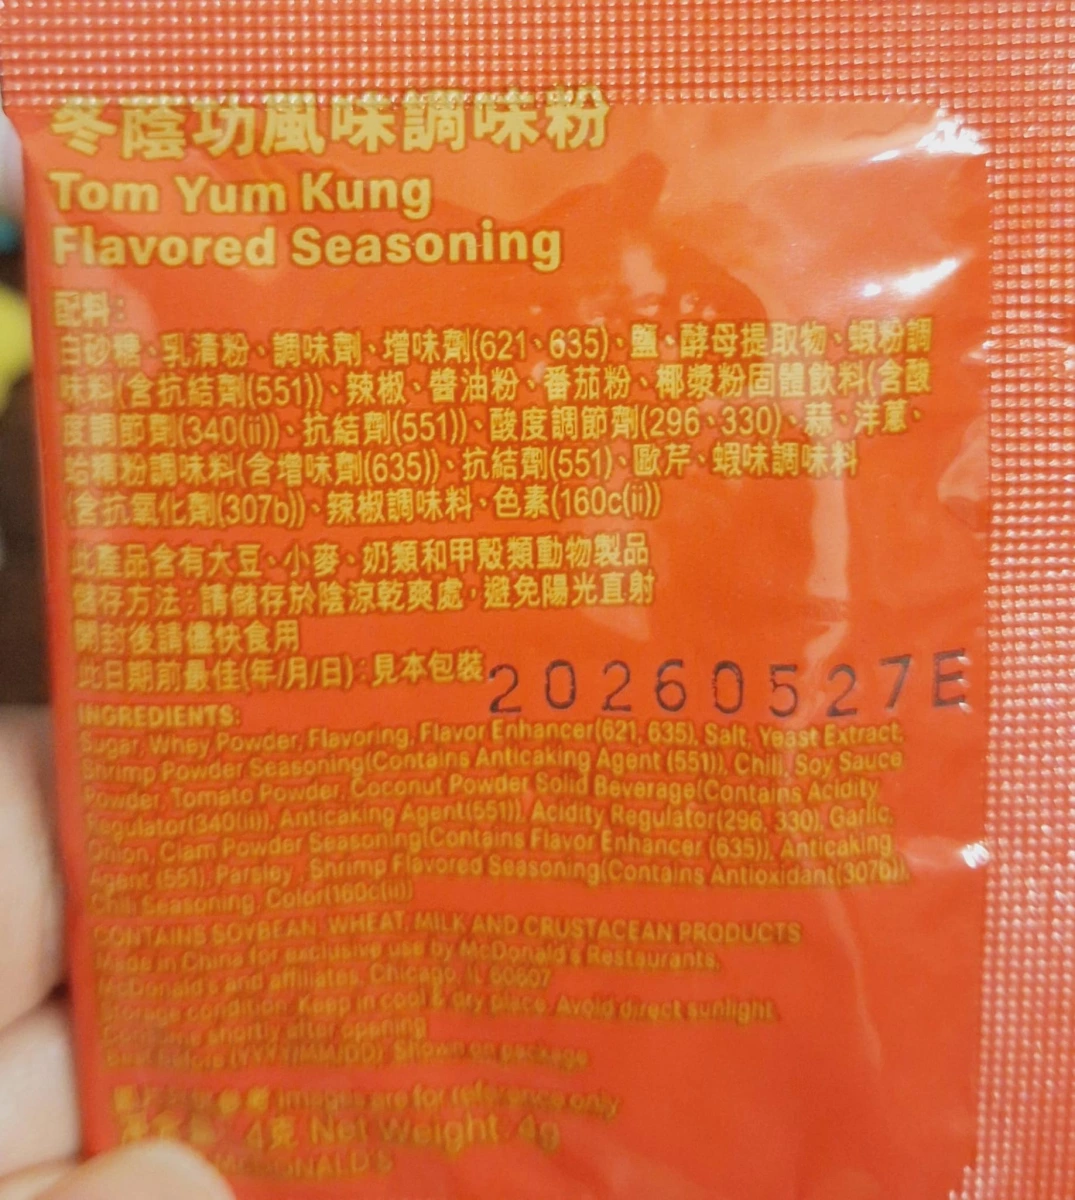 冬陰功風味調味粉
Tom Yum Kung
Flavored Seasoning
配料:
白砂糖、乳清粉、調味劑、增味劑(621、635)、鹽、酵母提取物、蝦粉調
味料(含抗結劑(551))、辣椒、醬油粉、番茄粉、椰漿粉固體飲料(含酸
度調節劑(340(ii))、抗結劑(551))、酸度調節劑(296、330)、蒜、洋蔥、
蛤精粉調味料(含增味劑(635))、抗結劑(551)、歐芹、蝦味調味料
(含抗氧化劑(307b))、辣椒調味料、色素(160c(ii))
此產品含有大豆、小麥、奶類和甲殼類動物製品
儲存方法:請儲存於陰涼乾爽處,避免陽光直射
開封後請儘快食用
此日期前最佳(年/月/日):見本包裝 20260527E
INGREDIENTS:
Sugar, Whey Powder, Flavoring, Flavor Enhancer(621, 635), Salt, Yeast Extract,
Shrimp Powder Seasoning(Contains Anticaking Agent (551)), Chili, Soy Sauce
Powder, Tomato Powder, Coconut Powder Solid Beverage(Contains Acidity
Regulator(340(ii)), Anticaking Agent(551)), Acidity Regulator(296, 330), Garlic,
Onion, Clam Powder Seasoning(Contains Flavor Enhancer (635)), Anticaking
Agent (551), Parsley, Shrimp Flavored Seasoning(Contains Antioxidant(307b)),
Chili Seasoning, Color(160c(ii))
CONTAINS SOYBEAN, WHEAT, MILK AND CRUSTACEAN PRODUCTS
Made in China for exclusive use by McDonald's Restaurants,
McDonald's and affiliates, Chicago, IL 60607
Storage condition: Keep in cool & dry place. Avoid direct sunlight.
Consume shortly after opening
(YYYY/MM/DD): Shown on package
images are for reference only
4克 Net Weight: 4g
McDONALD'S